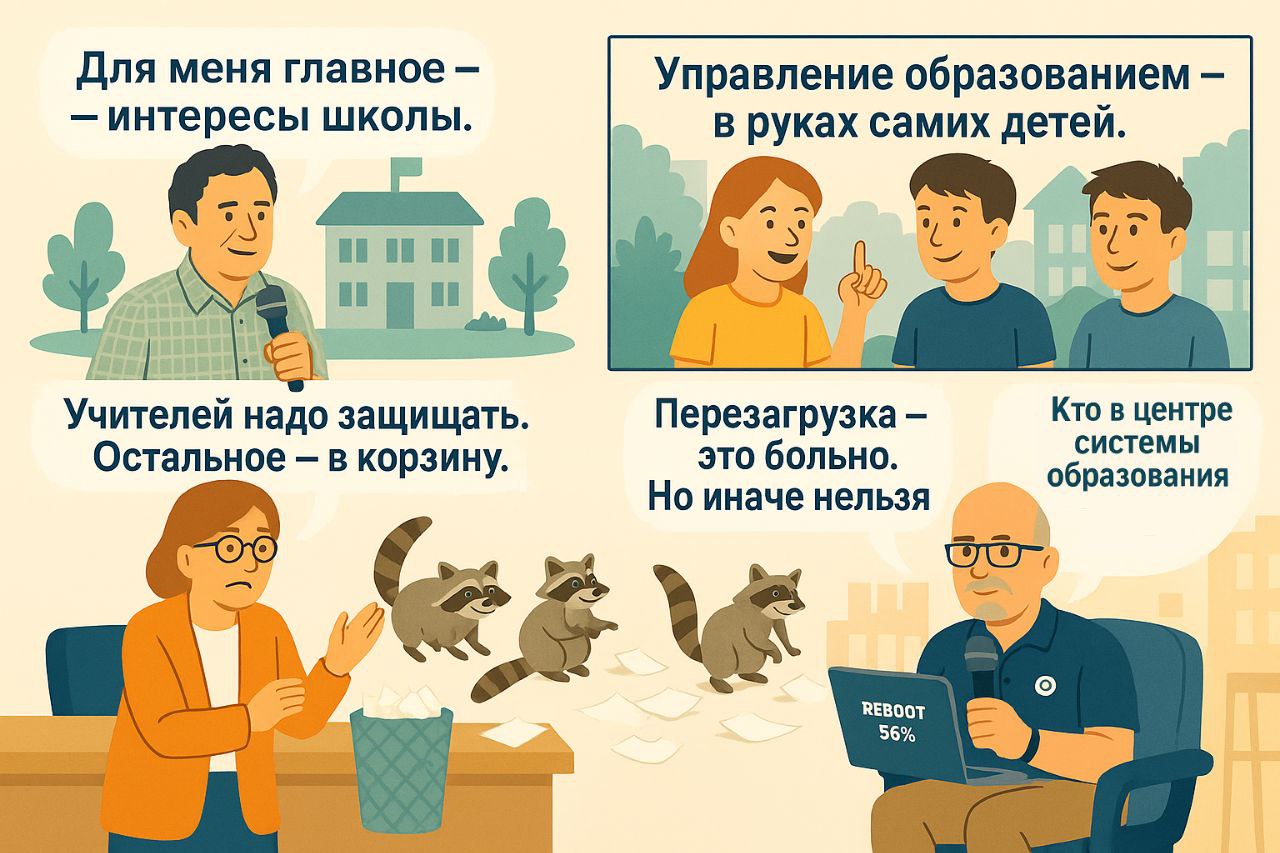 Для меня главное –
– интересы школы.
Управление образованием –
в руках самих детей.
Учителей надо защищать.
Остальное – в корзину.
Перезагрузка –
это больно.
Но иначе нельзя
Кто в центре
системы
образования
REBOOT
56%